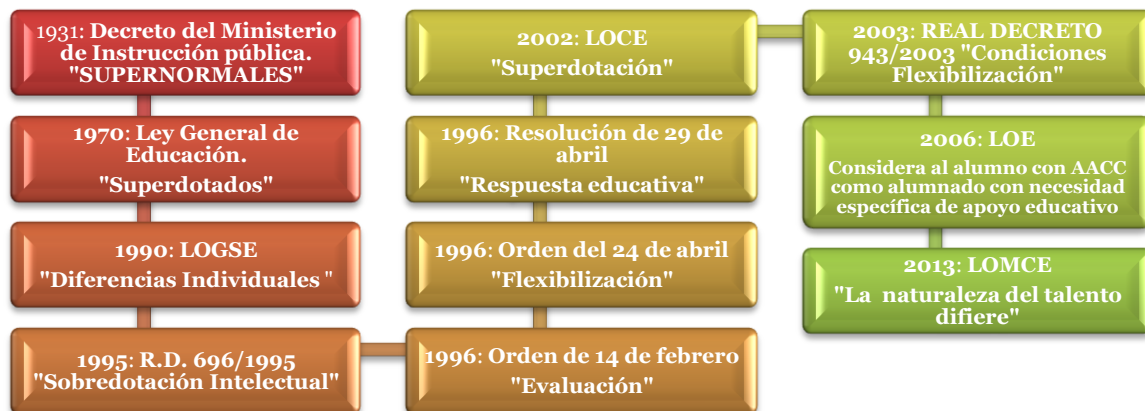 1931: Decreto del Ministerio
de Instrucción pública.
"SUPERNORMALES"
1970: Ley General de
Educación.
"Superdotados"
1990: LOGSE
"Diferencias Individuales "
1995: R.D. 696/1995
"Sobredotación Intelectual"
1996: Orden de 14 de febrero
"Evaluación"
1996: Orden del 24 de abril
"Flexibilización"
1996: Resolución de 29 de
abril
"Respuesta educativa"
2002: LOCE
"Superdotación"
2003: REAL DECRETO
943/2003 "Condiciones
Flexibilización"
2006: LOE
Considera al alumno con AACC
como alumnado con necesidad
específica de apoyo educativo
2013: LOMCE
"La naturaleza del talento
difiere"